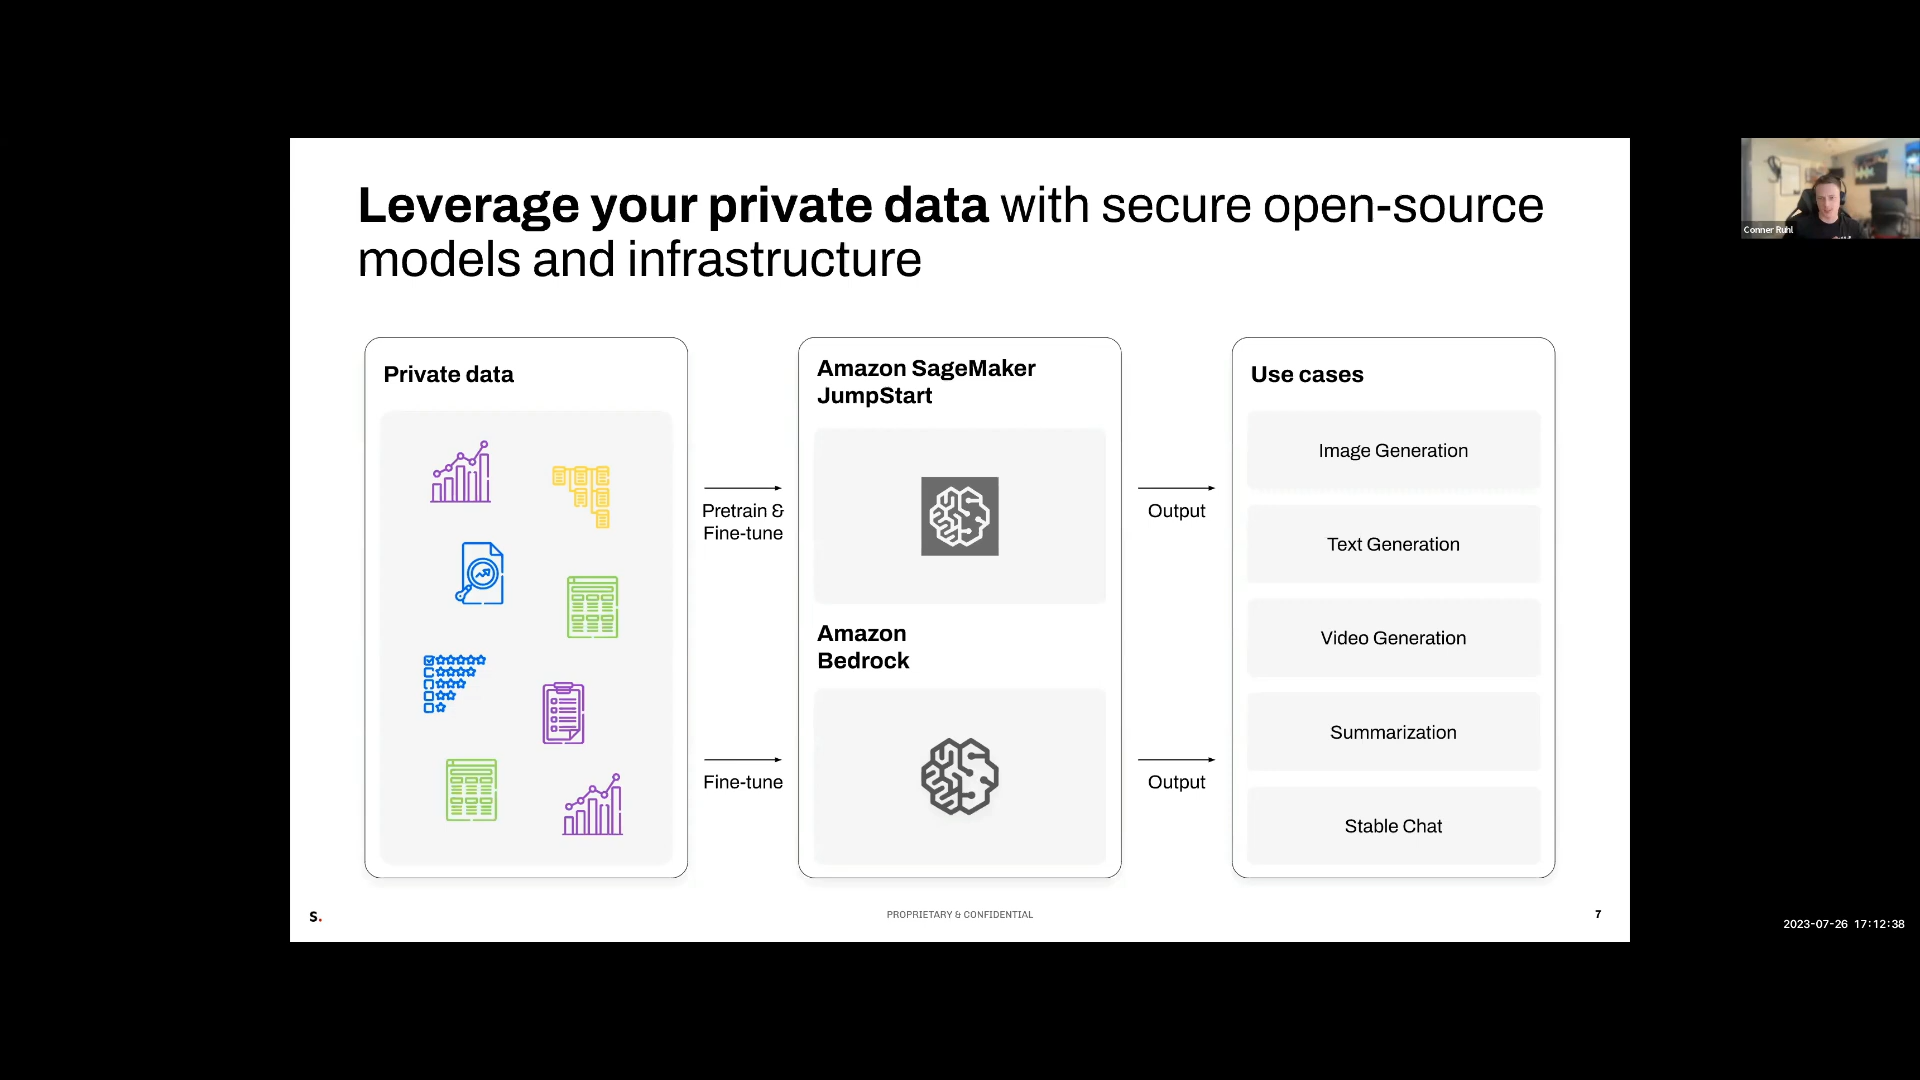 Leverage your private data with secure open-source
models and infrastructure
Private data
Pretrain &
Fine-tune
Fine-tune
Amazon SageMaker
JumpStart
Amazon
Bedrock
Output
Output
Use cases
Image Generation
Text Generation
Video Generation
Summarization
Stable Chat
s.
PROPRIETARY & CONFIDENTIAL
7
Conner Ruhl
2023-07-26 17:12:38